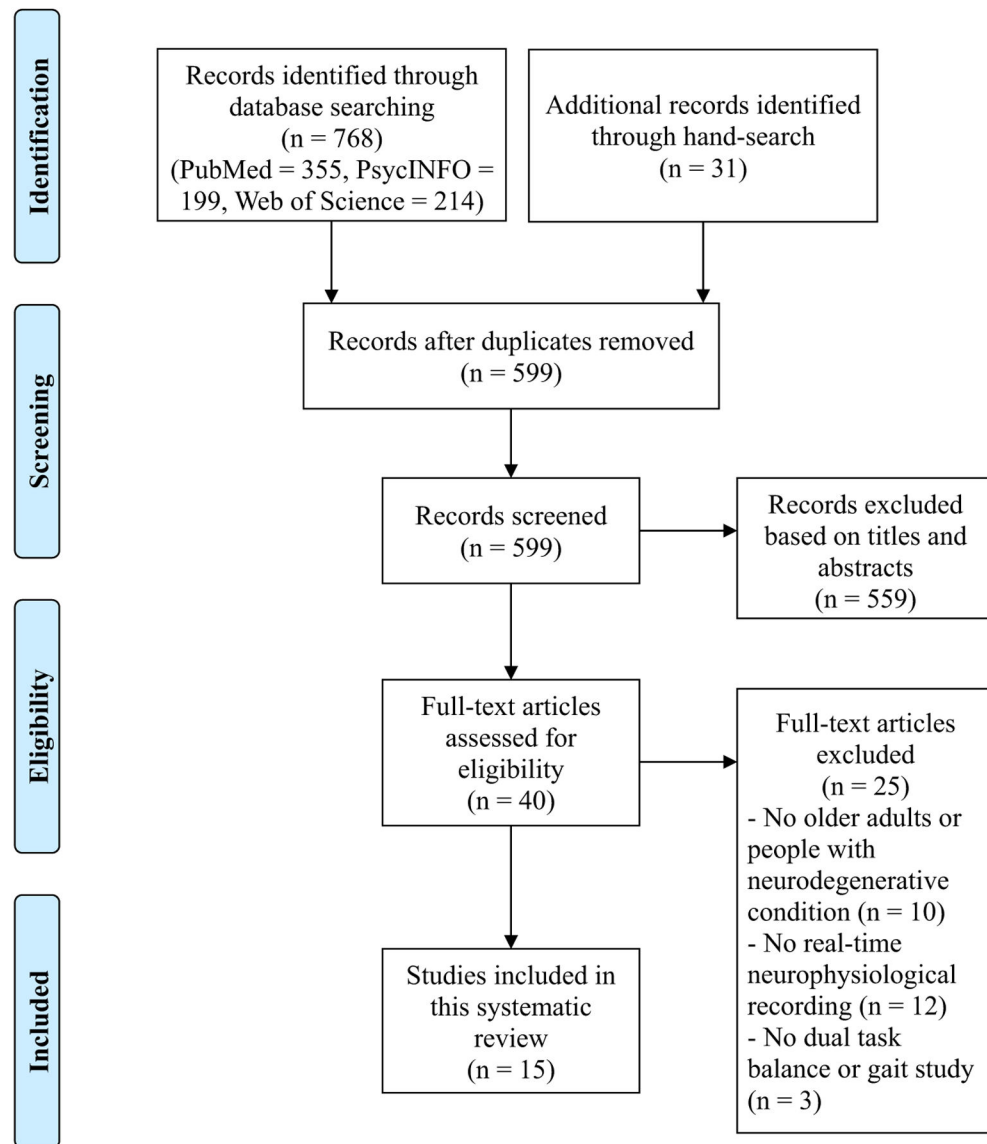 Identification
Records identified through
database searching
(n = 768)
(PubMed = 355, PsycINFO =
199, Web of Science = 214)
Additional records identified
through hand-search
(n = 31)
Screening
Records after duplicates removed
(n = 599)
Records screened
(n = 599)
Records excluded
based on titles and
abstracts
(n = 559)
Eligibility
Full-text articles
assessed for
eligibility
(n = 40)
Full-text articles
excluded
(n = 25)
- No older adults or
people with
neurodegenerative
condition (n = 10)
- No real-time
neurophysiological
recording (n = 12)
- No dual task
balance or gait study
(n = 3)
Included
Studies included in
this systematic
review
(n = 15)